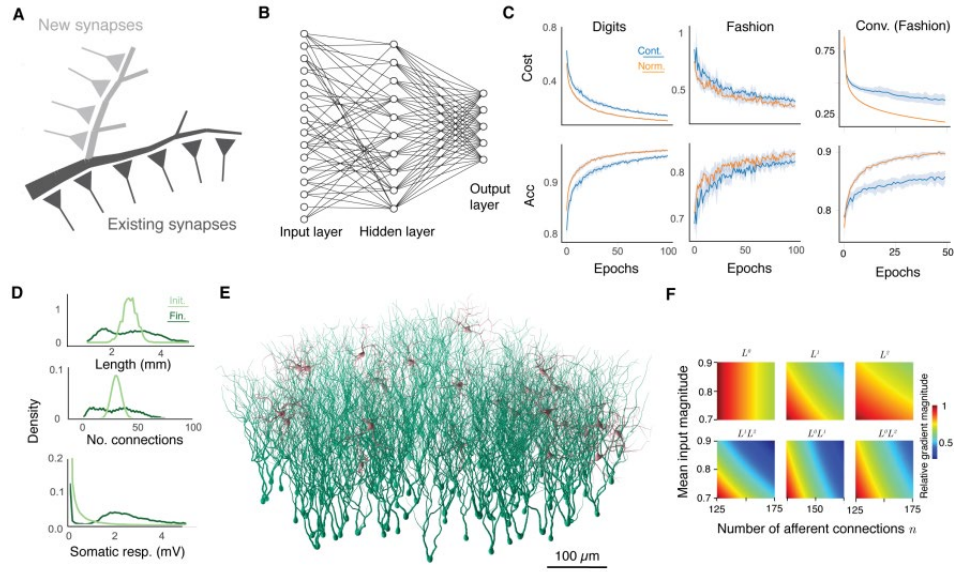 A
New synapses
Existing synapses
B
Input layer
Hidden layer
Output
layer
C
Digits
Fashion
Conv. (Fashion)
Cost
0.8
0.4
Cont.
Norm.
1
0.5
0.75
0.25
Acc
0.9
0.8
0.8
0.7
0.9
0.8
0 50 100
0 50 100
0 25 50
Epochs
Epochs
Epochs
D
Init.
Fin.
1
0
2 4
Length (mm)
0.1
0
0 50 100
No. connections
Density
0.2
0.1
0.0
0 2 4
Somatic resp. (mV)
E
100 µm
F
L⁰ L¹ L²
0.9
0.8
0.7
L¹L² L⁰L¹ L⁰L²
0.9
0.8
0.7
125 175
150
125 175
Mean input magnitude
Number of afferent connections n
1
0.5
Relative gradient magnitude